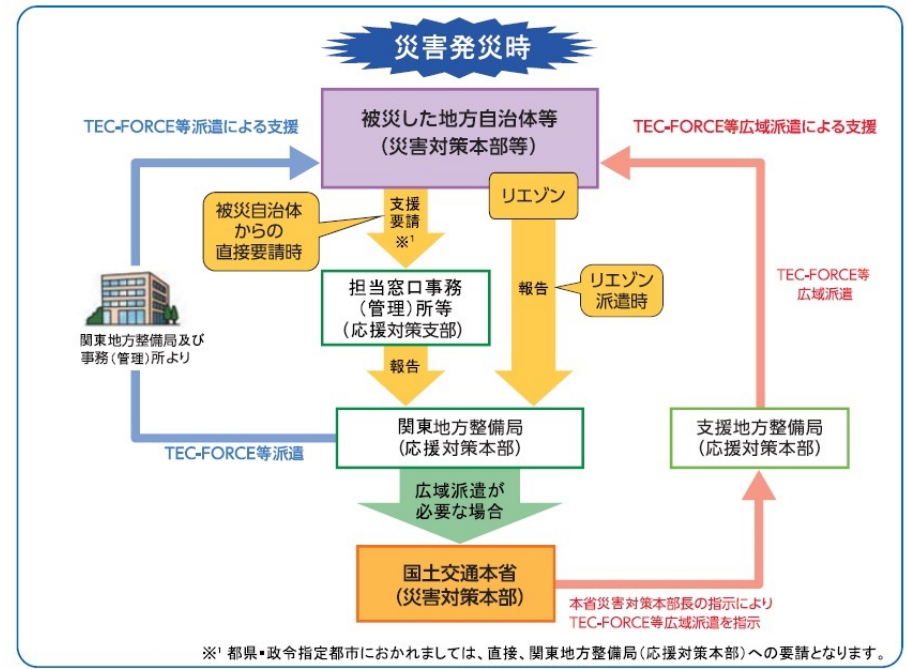 災害発災時
TEC-FORCE等派遣による支援
被災した地方自治体等
(災害対策本部等)
TEC-FORCE等広域派遣による支援
被災自治体
からの
直接要請時
支援
要請
※¹
リエゾン
担当窓口事務
(管理)所等
(応援対策支部)
報告
リエゾン
派遣時
TEC-FORCE等
広域派遣
関東地方整備局及び
事務(管理)所より
報告
関東地方整備局
(応援対策本部)
支援地方整備局
(応援対策本部)
TEC-FORCE等派遣
広域派遣が
必要な場合
国土交通本省
(災害対策本部)
本省災害対策本部長の指示により
TEC-FORCE等広域派遣を指示
※¹ 都県・政令指定都市におかれましては、直接、関東地方整備局(応援対策本部)への要請となります。